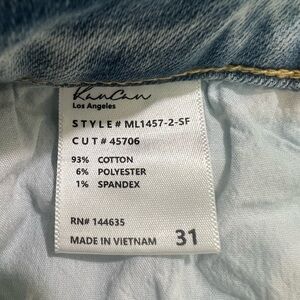 KanCan
Los Angeles
STYLE# ML1457-2-SF
CUT# 45706
93% COTTON
6% POLYESTER
1% SPANDEX
RN# 144635
MADE IN VIETNAM 31